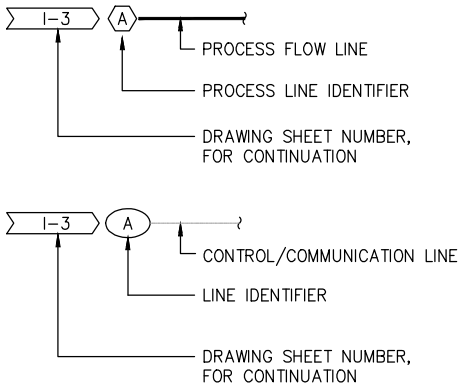 I-3 A
PROCESS FLOW LINE
PROCESS LINE IDENTIFIER
DRAWING SHEET NUMBER,
FOR CONTINUATION
I-3 A
CONTROL/COMMUNICATION LINE
LINE IDENTIFIER
DRAWING SHEET NUMBER,
FOR CONTINUATION